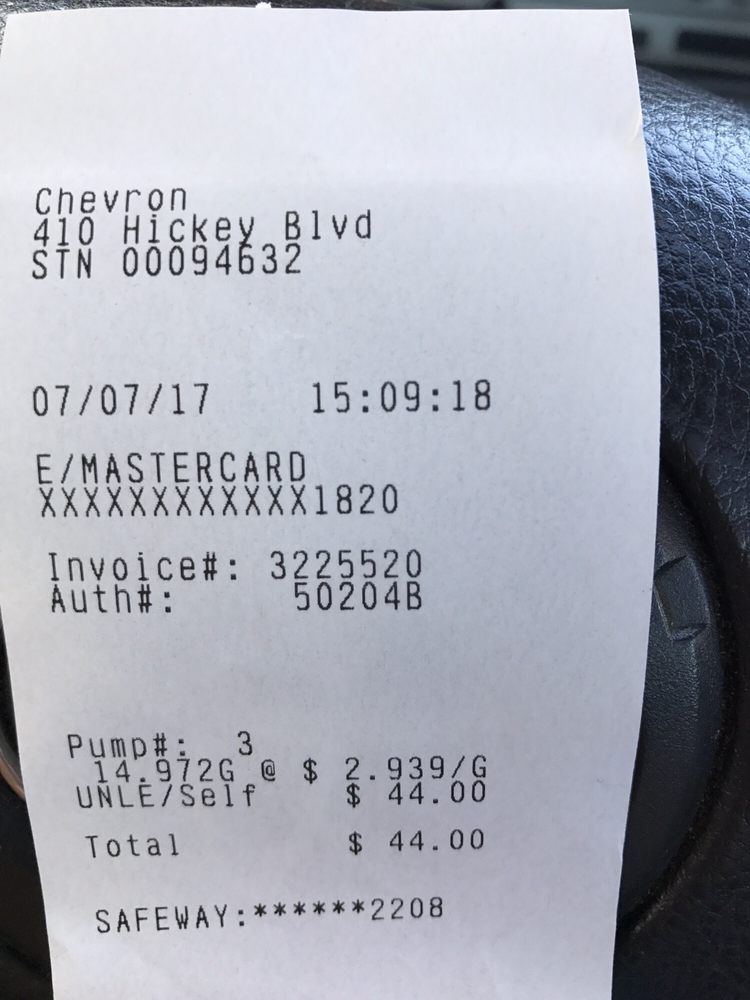 Chevron
410 Hickey Blvd
STN 00094632
07/07/17 15:09:18
E/MASTERCARD
XXXXXXXXXXXX1820
Invoice#: 3225520
Auth#: 50204B
Pump#: 3
14.972G @ $ 2.939/G
UNLE/Self $ 44.00
Total $ 44.00
SAFEWAY:******2208